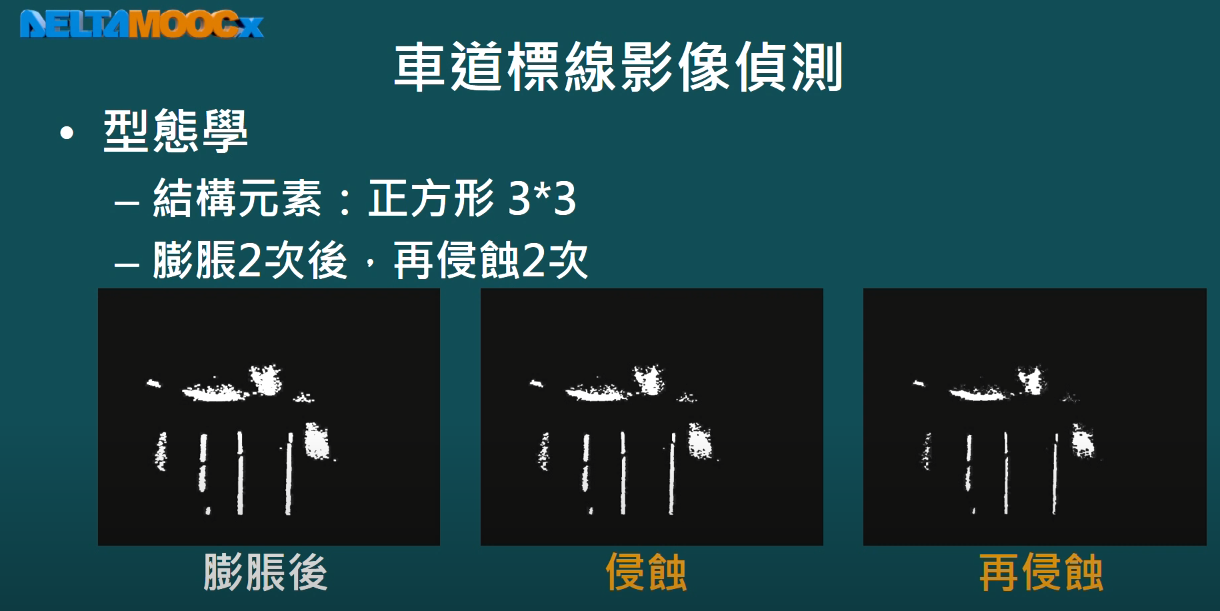 DELTAMOOCx
車道標線影像偵測
• 型態學
– 結構元素：正方形 3*3
– 膨脹2次後，再侵蝕2次
膨脹後
侵蝕
再侵蝕